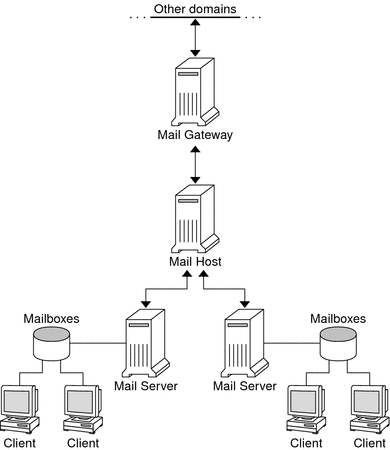 Other domains
Mail Gateway
Mail Host
Mailboxes
Mailboxes
Mail Server
Mail Server
Client
Client
Client
Client